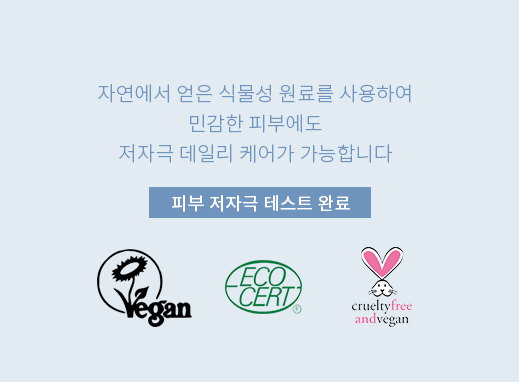 자연에서 얻은 식물성 원료를 사용하여
민감한 피부에도
저자극 데일리 케어가 가능합니다
피부 저자극 테스트 완료
Vegan
ECO
CERT
®
crueltyfree
andvegan